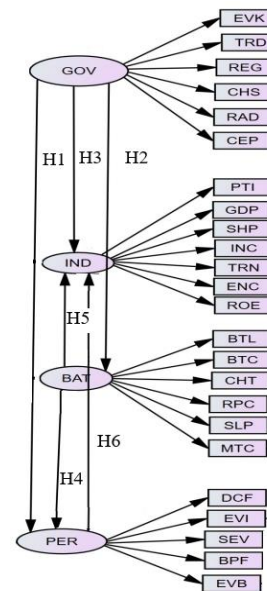 EVK
TRD
GOV
REG
CHS
RAD
CEP
H1
H3
H2
PTI
GDP
SHP
IND
INC
TRN
ENC
ROE
H5
BTL
BTC
BAT
CHT
RPC
SLP
MTC
H6
H4
DCF
EVI
PER
SEV
BPF
EVB